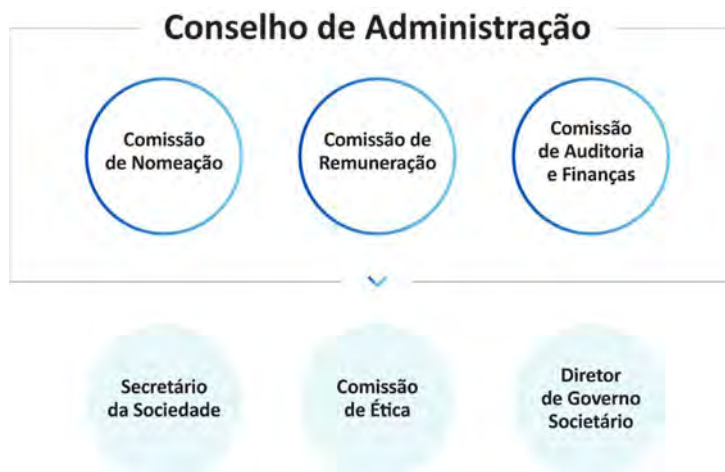 Conselho de Administração
Comissão
de Nomeação
Comissão de
Remuneração
Comissão
de Auditoria
e Finanças
Secretário
da Sociedade
Comissão
de Ética
Diretor
de Governo
Societário